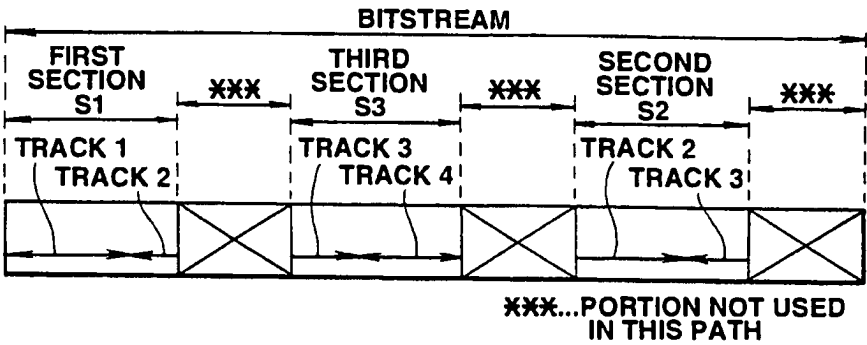 BITSTREAM
FIRST
SECTION
S1
***
THIRD
SECTION
S3
***
SECOND
SECTION
S2
***
TRACK 1
TRACK 2
TRACK 3
TRACK 4
TRACK 2
TRACK 3
***...PORTION NOT USED
IN THIS PATH